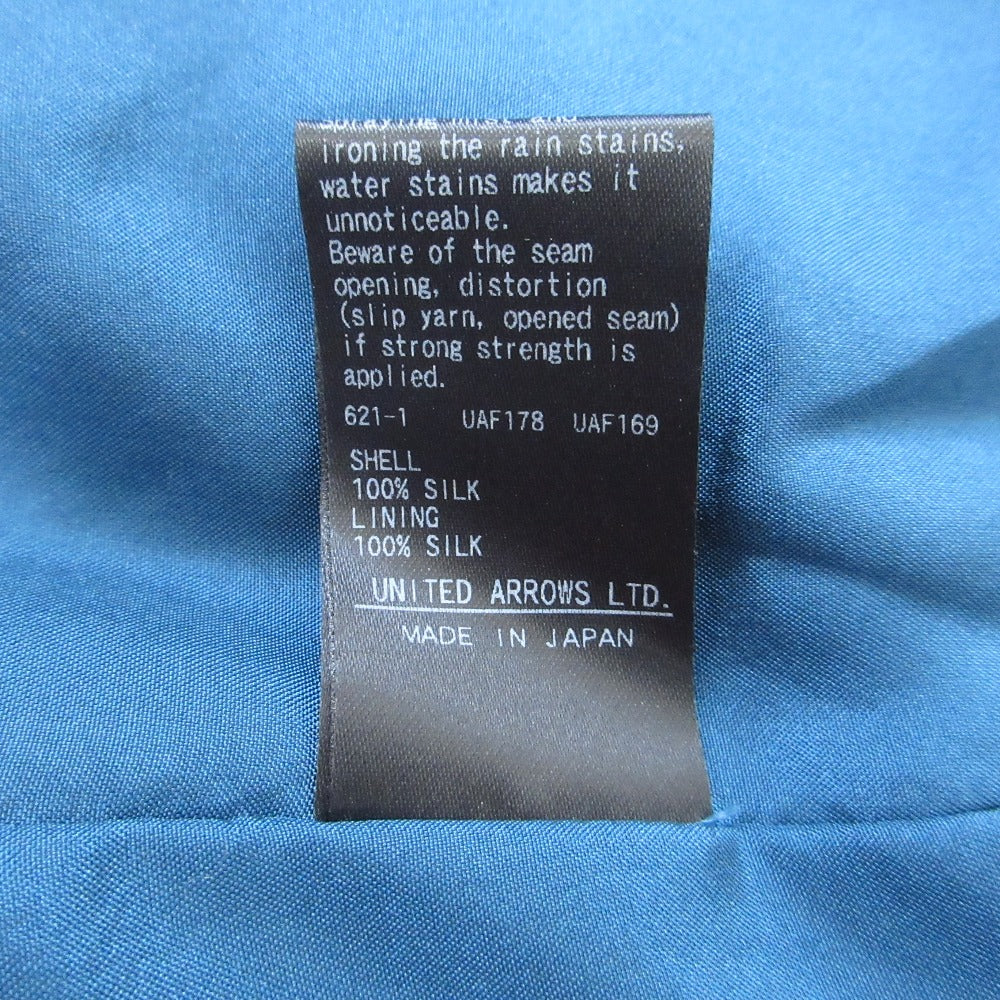 ironing the rain stains,
water stains makes it
unnoticeable.
Beware of the seam
opening, distortion
(slip yarn, opened seam)
if strong strength is
applied.
621-1 UAF178 UAF169
SHELL
100% SILK
LINING
100% SILK
UNITED ARROWS LTD.
MADE IN JAPAN